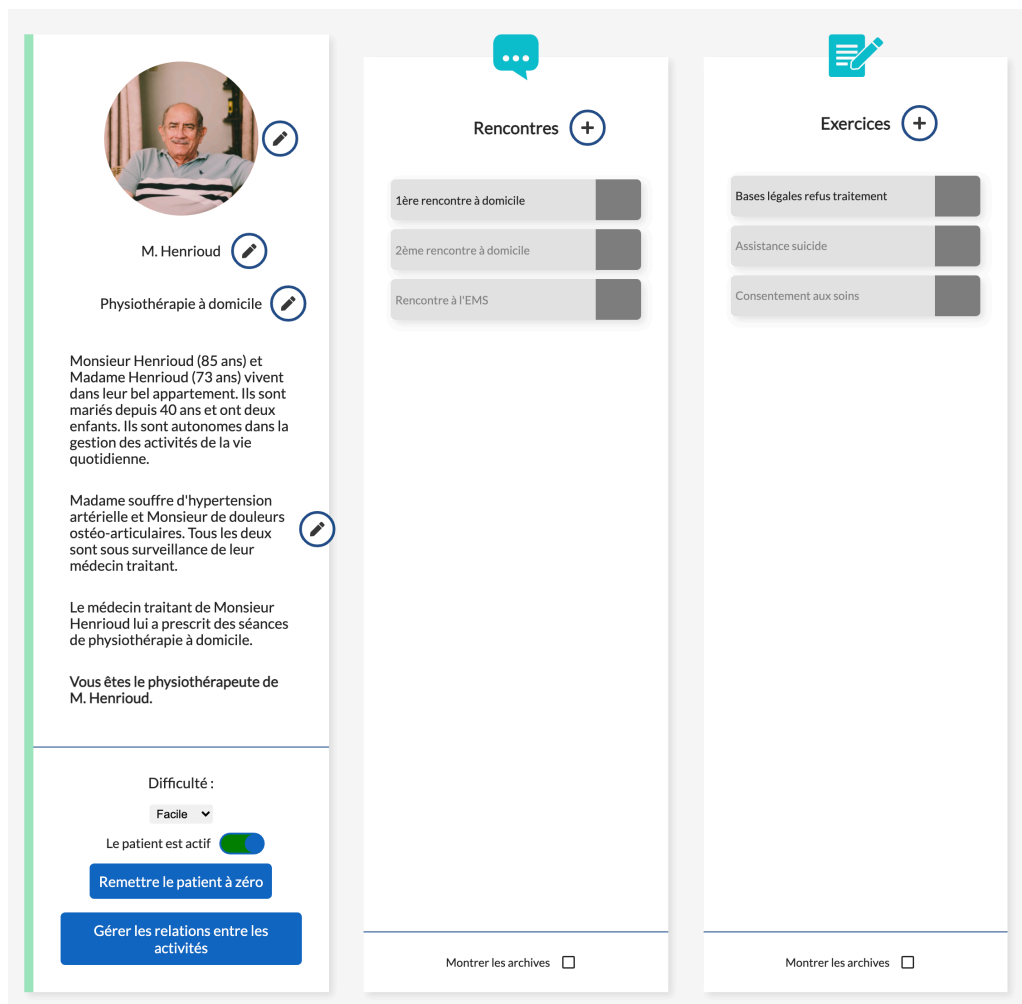 M. Henrioud
Physiothérapie à domicile
Monsieur Henrioud (85 ans) et
Madame Henrioud (73 ans) vivent
dans leur bel appartement. Ils sont
mariés depuis 40 ans et ont deux
enfants. Ils sont autonomes dans la
gestion des activités de la vie
quotidienne.
Madame souffre d'hypertension
artérielle et Monsieur de douleurs
ostéo-articulaires. Tous les deux
sont sous surveillance de leur
médecin traitant.
Le médecin traitant de Monsieur
Henrioud lui a prescrit des séances
de physiothérapie à domicile.
Vous êtes le physiothérapeute de
M. Henrioud.
Difficulté :
Facile
Le patient est actif
Remettre le patient à zéro
Gérer les relations entre les
activités
Rencontres
1ère rencontre à domicile
2ème rencontre à domicile
Rencontre à l'EMS
Montrer les archives
Exercices
Bases légales refus traitement
Assistance suicide
Consentement aux soins
Montrer les archives